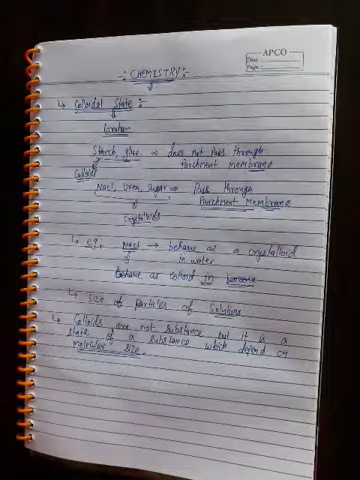 APCO
Date
Page
-: CHEMISTRY :-
↳ Colloidal State :-
Graham
Starch, glue → does not Pass through
Parchment membrane
Colloids
NaCl, Urea, Sugar → Pass through
Parchment Membrane
Crystalloids
↳ eg:- NaCl → behave as a crystalloid
in water
behave as colloid in benzene
↳ Size of particles of Solution
↳ Colloids are not substance but it is a
state of a substance which depend on
molecular size.